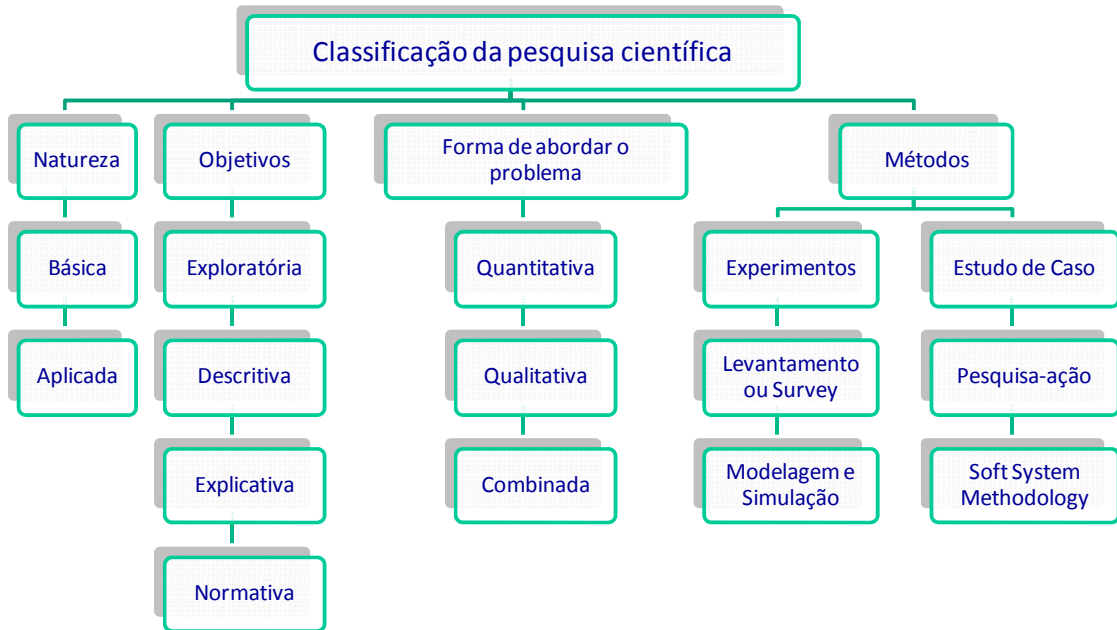 Classificação da pesquisa científica
Natureza
Objetivos
Forma de abordar o
problema
Métodos
Básica
Exploratória
Quantitativa
Experimentos
Estudo de Caso
Aplicada
Descritiva
Qualitativa
Levantamento
ou Survey
Pesquisa-ação
Explicativa
Combinada
Modelagem e
Simulação
Soft System
Methodology
Normativa